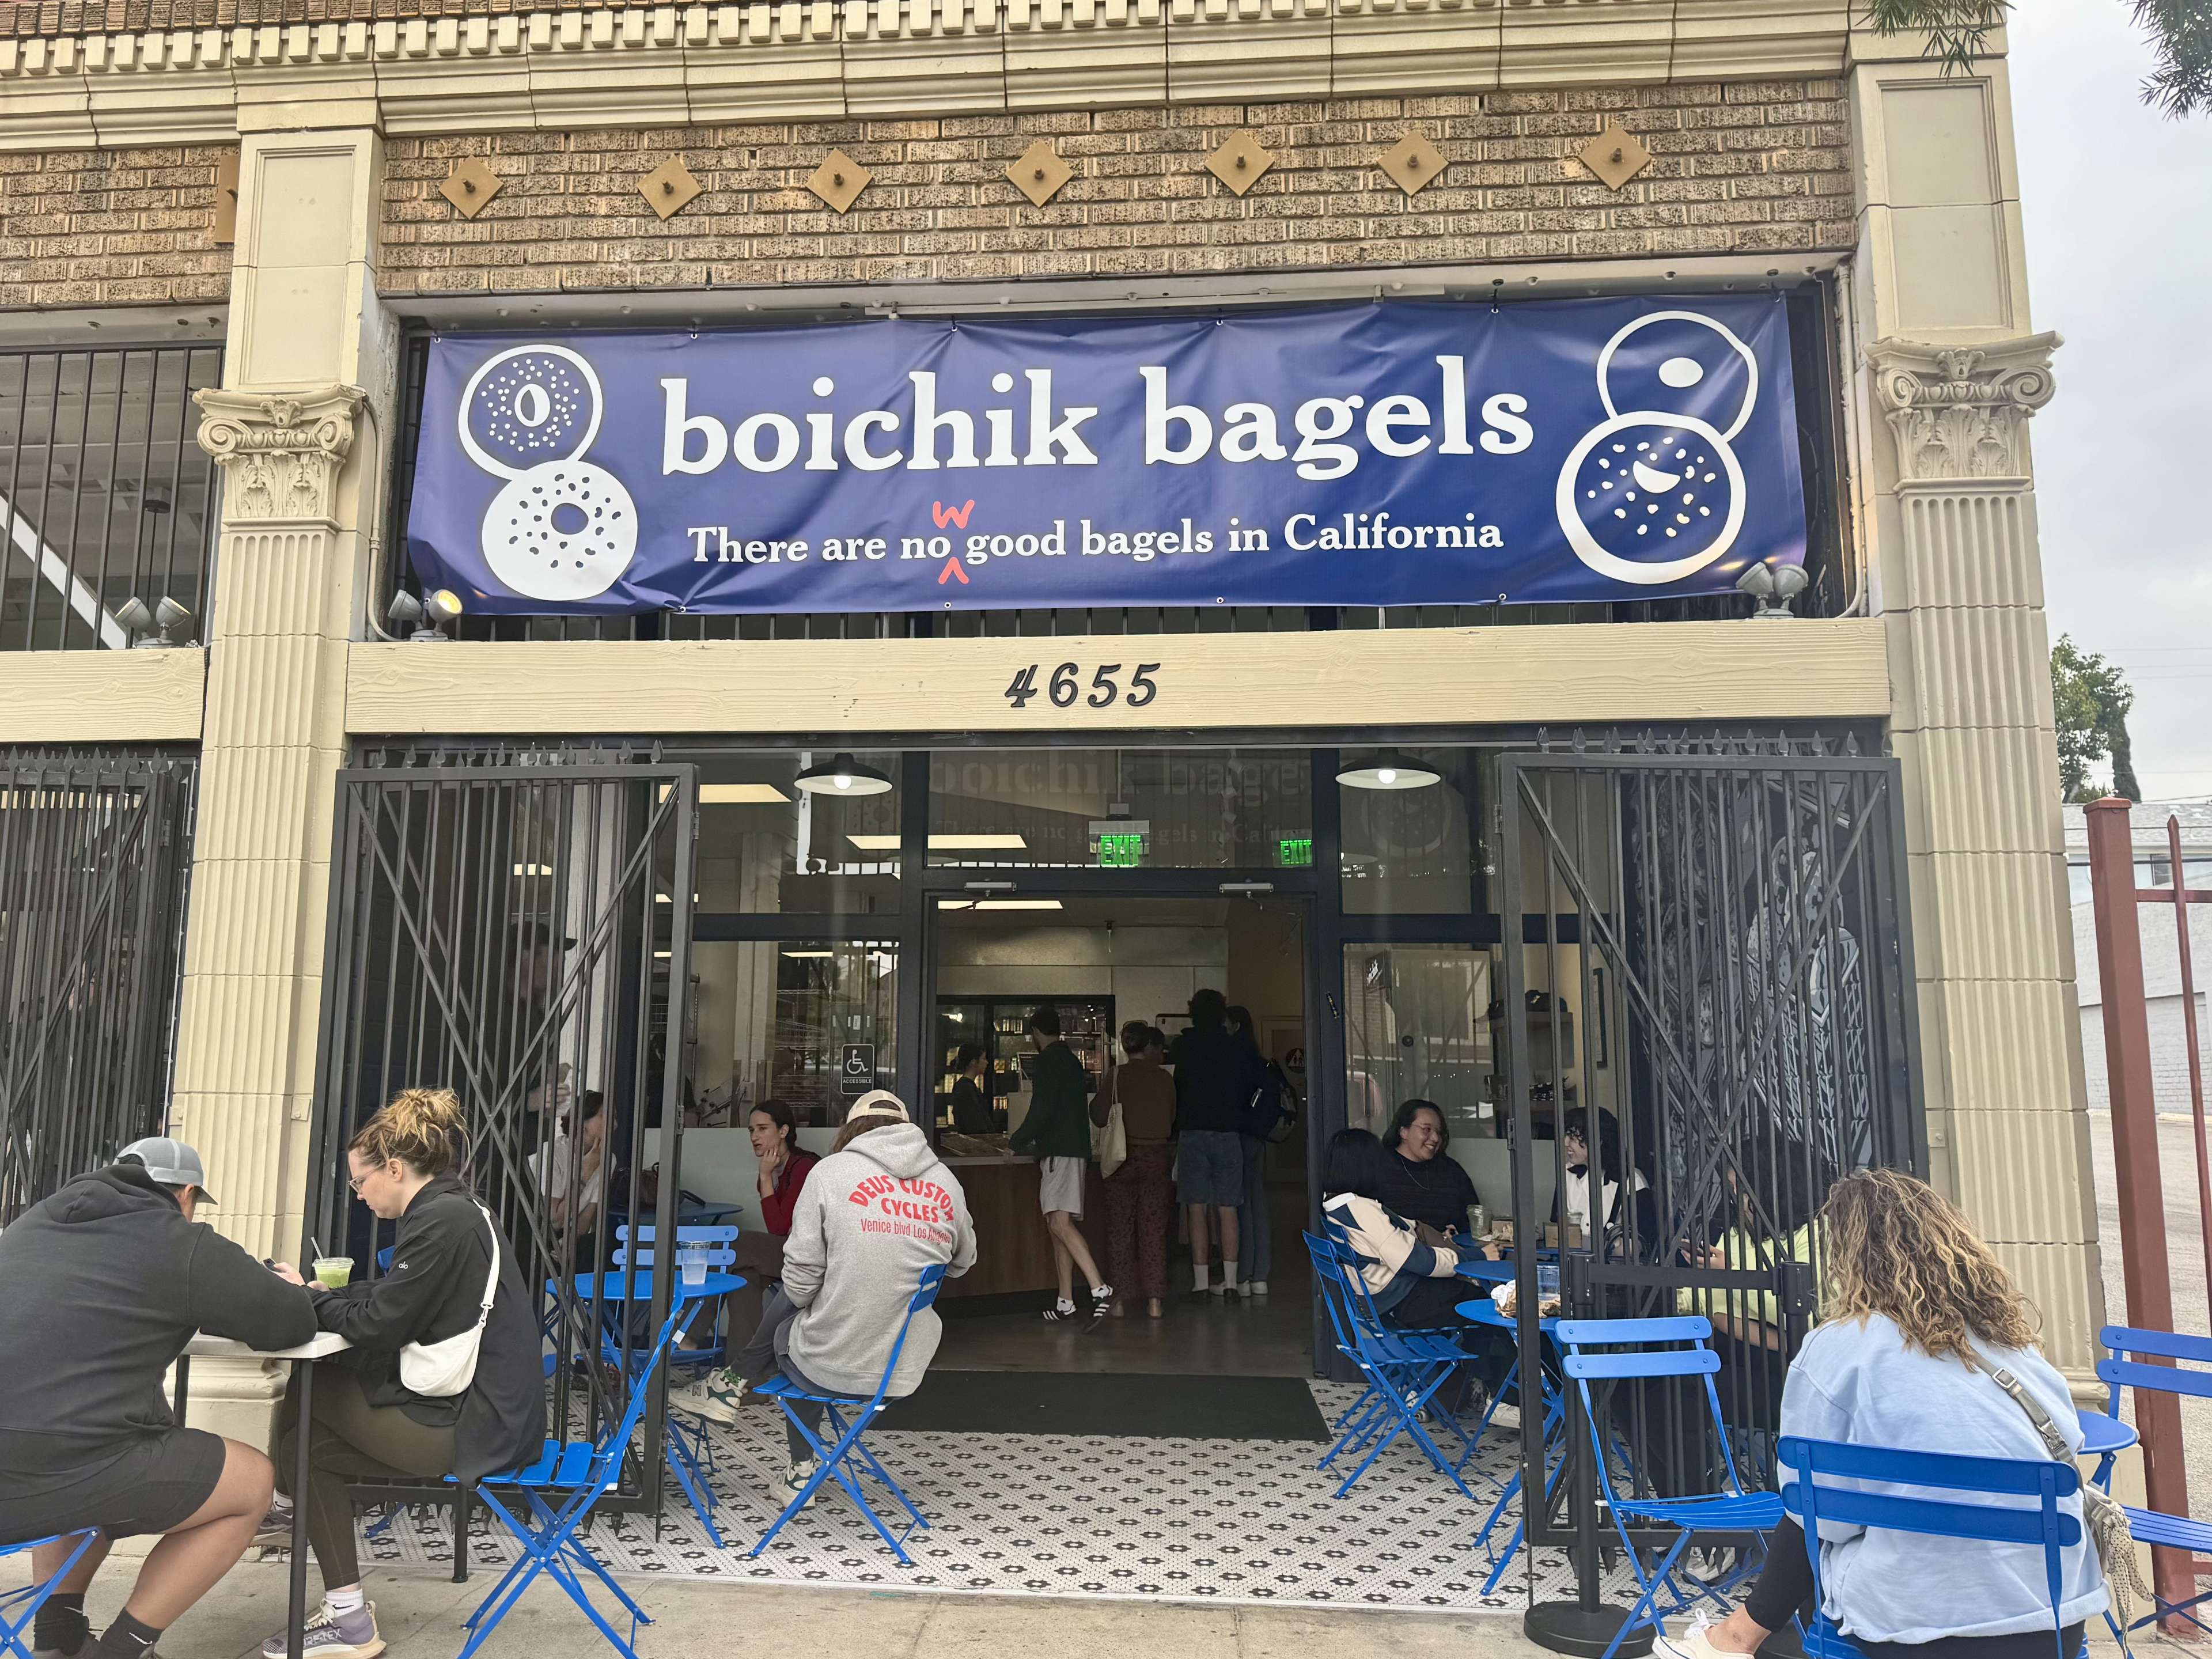 boichik bagels
w
There are no good bagels in California
^
4655
EXIT
EXIT
ACCESSIBLE
DEUS CUSTOM
CYCLES
Venice blvd Los Angeles
alo